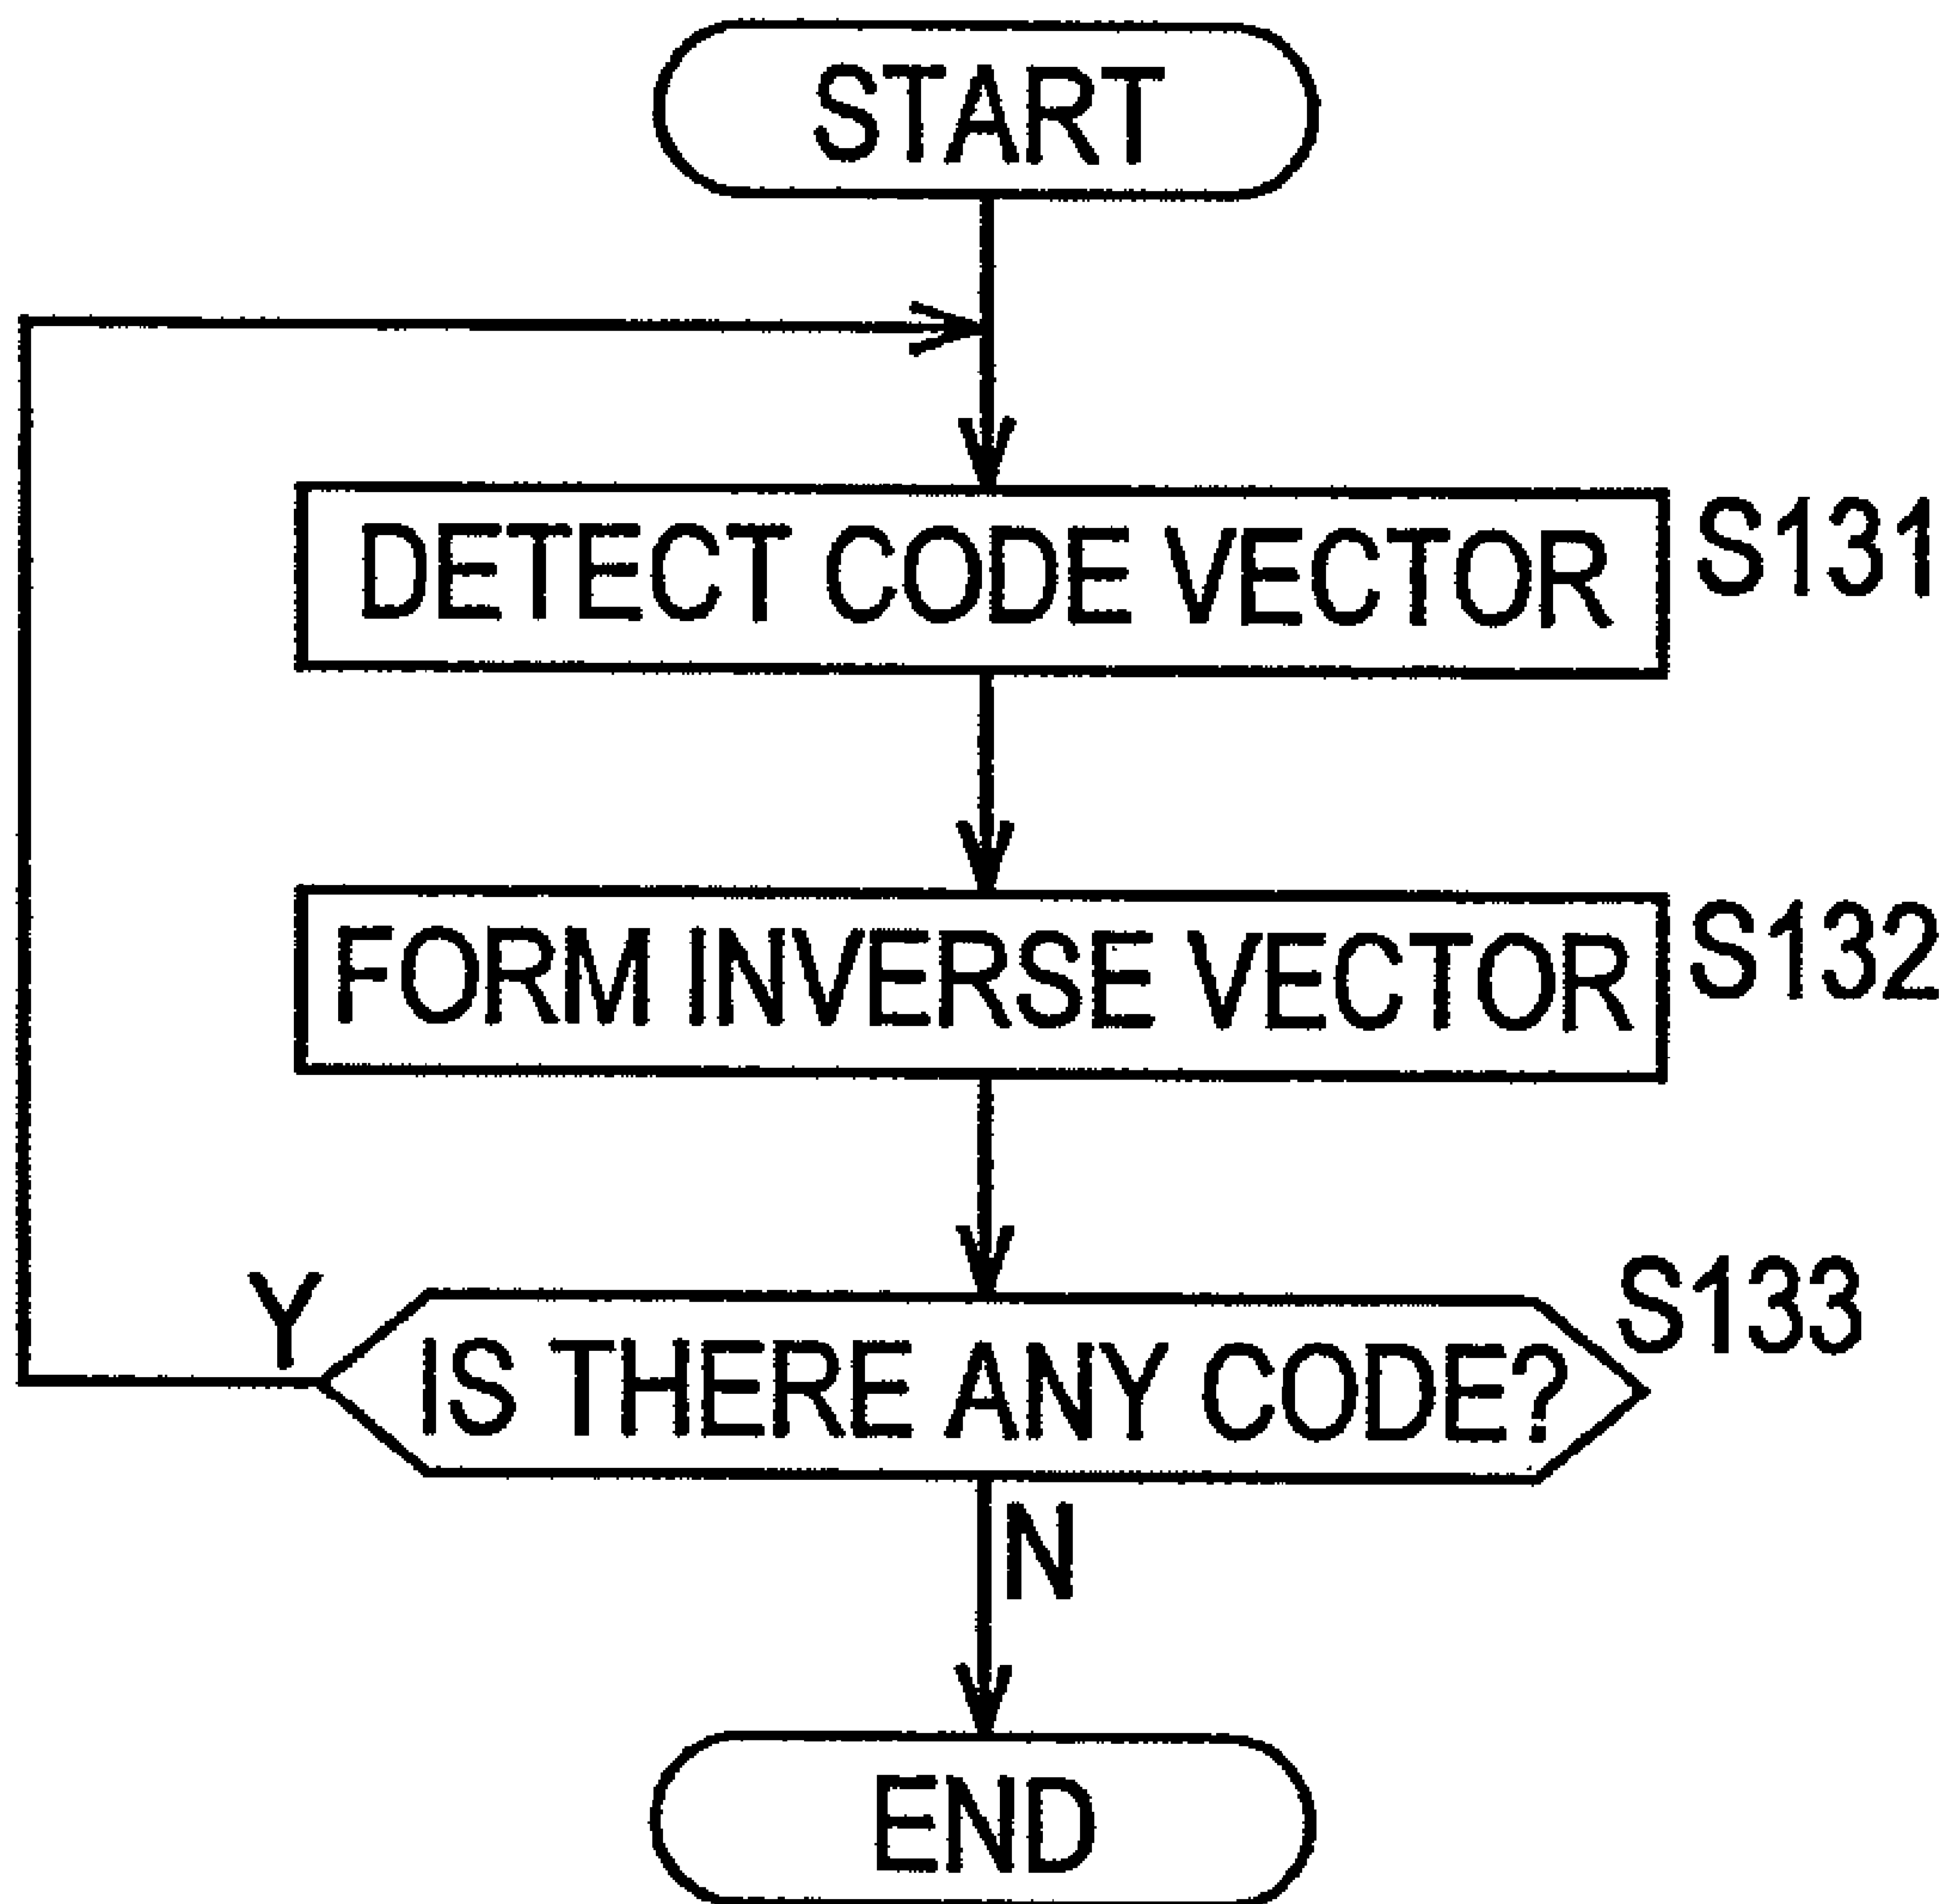 START
DETECT CODE VECTOR S131
FORM INVERSE VECTOR S132
Y
IS THERE ANY CODE? S133
N
END